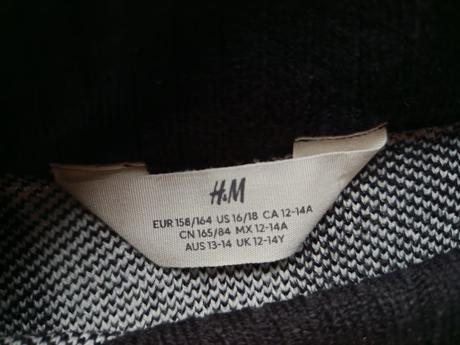 H&M
EUR 158/164 US 16/18 CA 12-14A
CN 165/84 MX 12-14A
AUS 13-14 UK 12-14Y